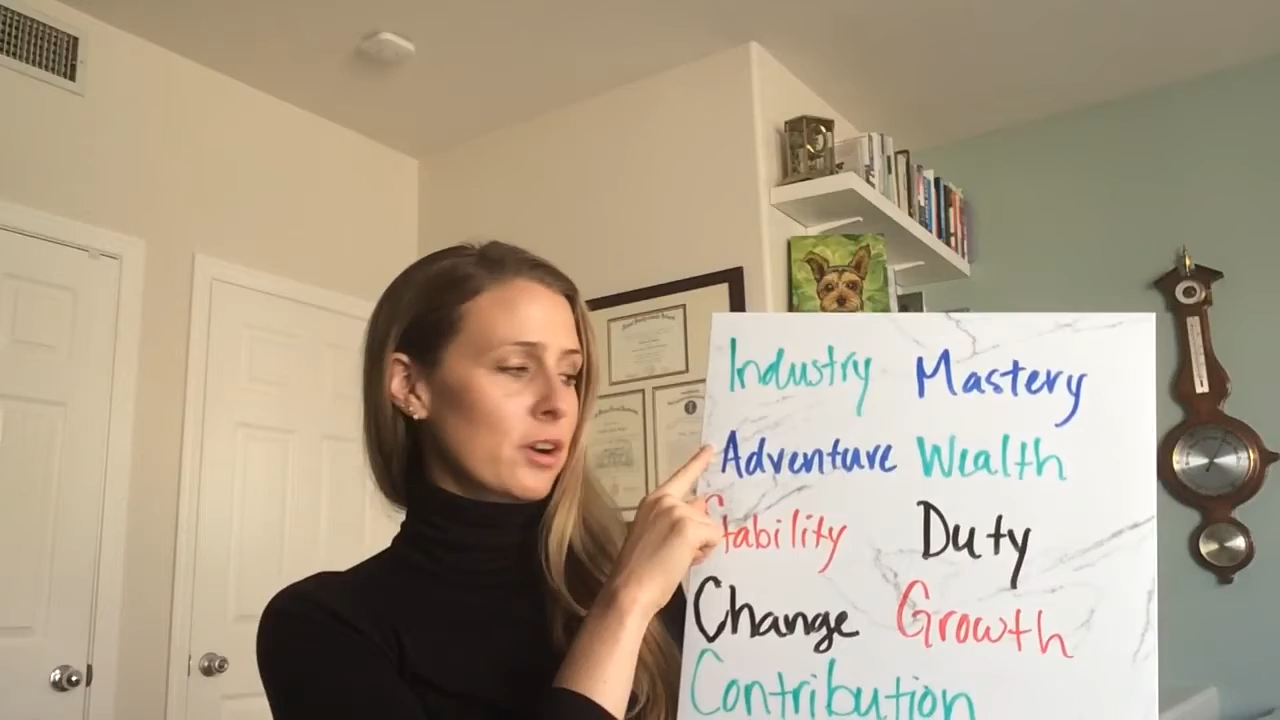 Industry Mastery
Adventure Wealth
Stability Duty
Change Growth
Contribution